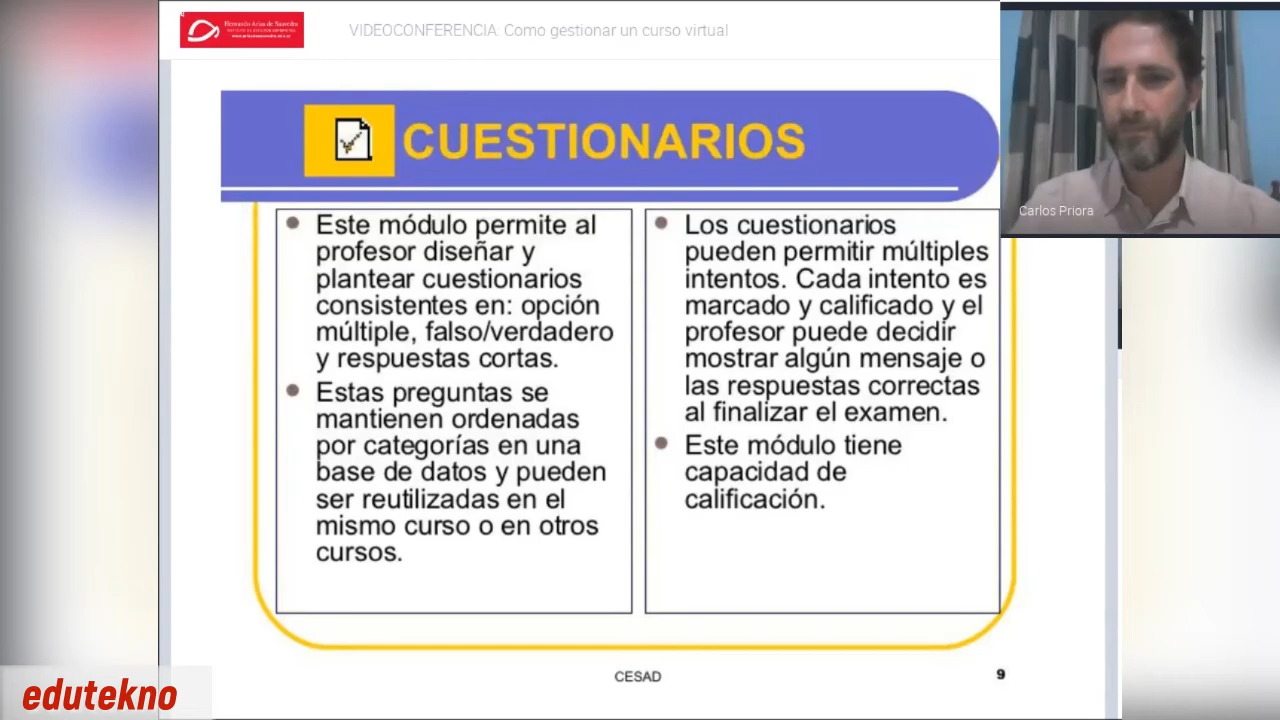 Hernando Arias de Saavedra
VIDEOCONFERENCIA: Como gestionar un curso virtual
CUESTIONARIOS
Carlos Priora
Este módulo permite al
profesor diseñar y
plantear cuestionarios
consistentes en: opción
múltiple, falso/verdadero
y respuestas cortas.
Estas preguntas se
mantienen ordenadas
por categorías en una
base de datos y pueden
ser reutilizadas en el
mismo curso o en otros
cursos.
Los cuestionarios
pueden permitir múltiples
intentos. Cada intento es
marcado y calificado y el
profesor puede decidir
mostrar algún mensaje o
las respuestas correctas
al finalizar el examen.
Este módulo tiene
capacidad de
calificación.
CESAD
9
edutekno